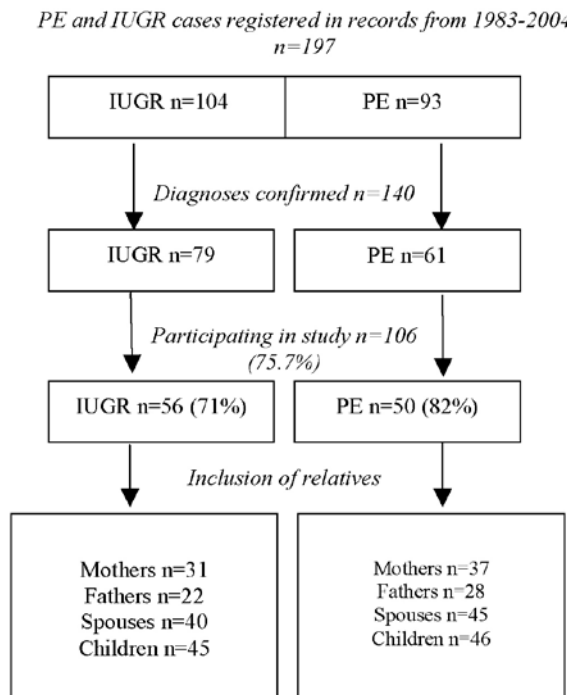 PE and IUGR cases registered in records from 1983-2004
n=197
IUGR n=104
PE n=93
Diagnoses confirmed n=140
IUGR n=79
PE n=61
Participating in study n=106
(75.7%)
IUGR n=56 (71%)
PE n=50 (82%)
Inclusion of relatives
Mothers n=31
Fathers n=22
Spouses n=40
Children n=45
Mothers n=37
Fathers n=28
Spouses n=45
Children n=46